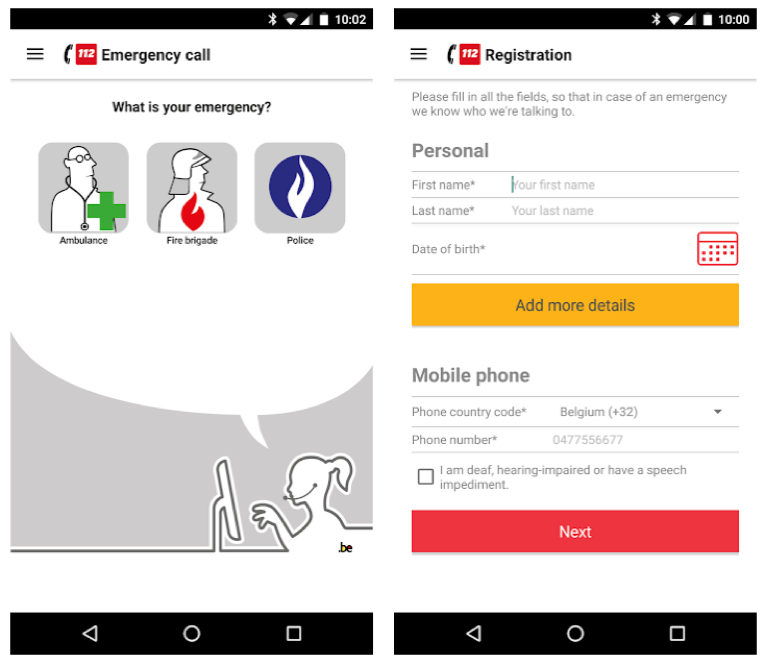 10:02
112 Emergency call
What is your emergency?
Ambulance
Fire brigade
Police
.be
10:00
112 Registration
Please fill in all the fields, so that in case of an emergency
we know who we're talking to.
Personal
First name* Your first name
Last name* Your last name
Date of birth*
Add more details
Mobile phone
Phone country code* Belgium (+32)
Phone number* 0477556677
I am deaf, hearing-impaired or have a speech
impediment.
Next